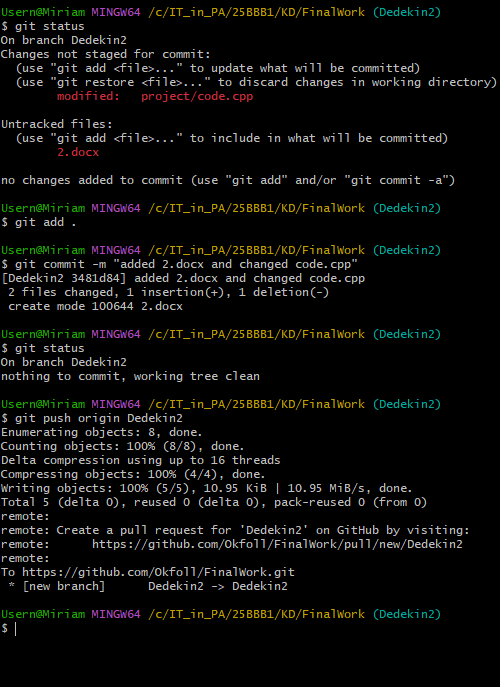 Usern@Miriam MINGW64 /c/IT_in_PA/25BBB1/KD/FinalWork (Dedekin2)
$ git status
On branch Dedekin2
Changes not staged for commit:
  (use "git add <file>..." to update what will be committed)
  (use "git restore <file>..." to discard changes in working directory)
        modified:   project/code.cpp

Untracked files:
  (use "git add <file>..." to include in what will be committed)
        2.docx

no changes added to commit (use "git add" and/or "git commit -a")

Usern@Miriam MINGW64 /c/IT_in_PA/25BBB1/KD/FinalWork (Dedekin2)
$ git add .

Usern@Miriam MINGW64 /c/IT_in_PA/25BBB1/KD/FinalWork (Dedekin2)
$ git commit -m "added 2.docx and changed code.cpp"
[Dedekin2 3481d84] added 2.docx and changed code.cpp
 2 files changed, 1 insertion(+), 1 deletion(-)
 create mode 100644 2.docx

Usern@Miriam MINGW64 /c/IT_in_PA/25BBB1/KD/FinalWork (Dedekin2)
$ git status
On branch Dedekin2
nothing to commit, working tree clean

Usern@Miriam MINGW64 /c/IT_in_PA/25BBB1/KD/FinalWork (Dedekin2)
$ git push origin Dedekin2
Enumerating objects: 8, done.
Counting objects: 100% (8/8), done.
Delta compression using up to 16 threads
Compressing objects: 100% (4/4), done.
Writing objects: 100% (5/5), 10.95 KiB | 10.95 MiB/s, done.
Total 5 (delta 0), reused 0 (delta 0), pack-reused 0 (from 0)
remote:
remote: Create a pull request for 'Dedekin2' on GitHub by visiting:
remote:      https://github.com/Okfoll/FinalWork/pull/new/Dedekin2
remote:
To https://github.com/Okfoll/FinalWork.git
 * [new branch]      Dedekin2 -> Dedekin2

Usern@Miriam MINGW64 /c/IT_in_PA/25BBB1/KD/FinalWork (Dedekin2)
$